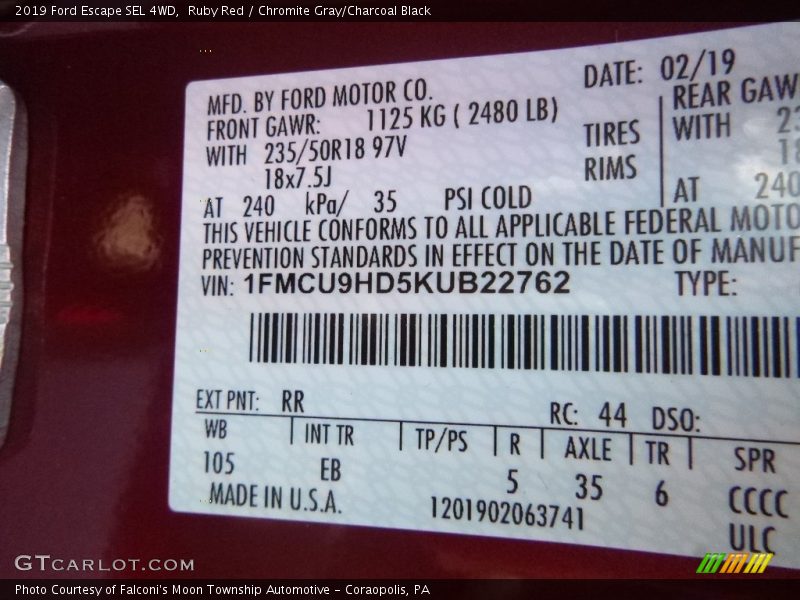 2019 Ford Escape SEL 4WD, Ruby Red / Chromite Gray/Charcoal Black
MFD. BY FORD MOTOR CO.
DATE: 02/19
FRONT GAWR: 1125 KG ( 2480 LB)
REAR GAW
WITH 235/50R18 97V
TIRES
WITH 23
18x7.5J
RIMS
18
AT 240 kPa/ 35 PSI COLD
AT 240
THIS VEHICLE CONFORMS TO ALL APPLICABLE FEDERAL MOTO
PREVENTION STANDARDS IN EFFECT ON THE DATE OF MANUF
VIN: 1FMCU9HD5KUB22762
TYPE:
EXT PNT: RR
RC: 44 DSO:
WB INT TR TP/PS R AXLE TR SPR
105 EB 5 35 6 CCCC
MADE IN U.S.A.
1201902063741
ULC
GTCARLOT.COM
Photo Courtesy of Falconi's Moon Township Automotive - Coraopolis, PA